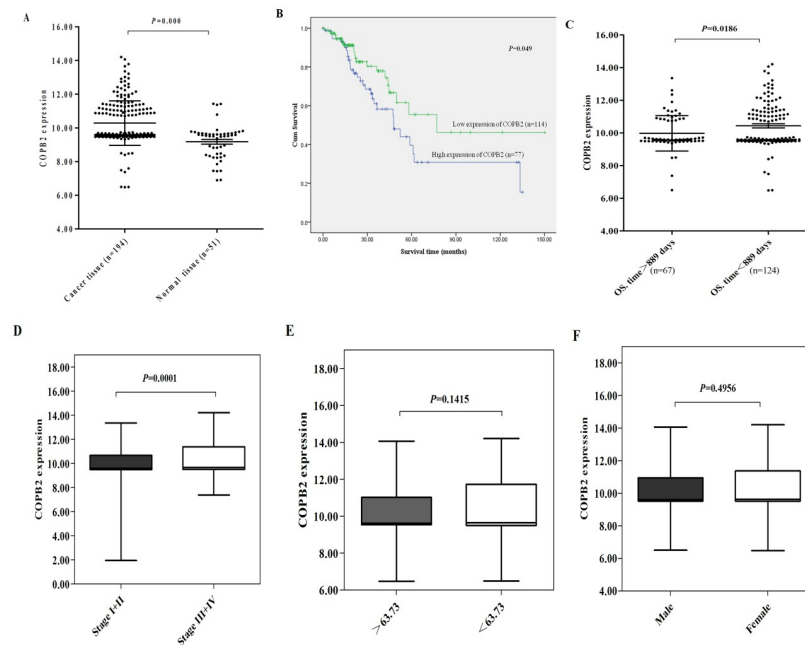 A
P=0.000
COPB2 expression
16.00
14.00
12.00
10.00
8.00
6.00
4.00
Cancer tissue (n=194)
Normal tissue (n=51)
B
P=0.049
Cum Survival
1.0
0.8
0.6
0.4
0.2
0.0
Low expression of COPB2 (n=114)
High expression of COPB2 (n=77)
0.00 30.00 60.00 90.00 120.00 150.00
Survival time (months)
C
P=0.0186
COPB2 expression
16.00
14.00
12.00
10.00
8.00
6.00
4.00
OS. time>889 days
(n=67)
OS. time<889 days
(n=124)
D
P=0.0001
COPB2 expression
18.00
16.00
14.00
12.00
10.00
8.00
6.00
4.00
2.00
0.00
Stage I+II
Stage III+IV
E
P=0.1415
COPB2 expression
18.00
16.00
14.00
12.00
10.00
8.00
6.00
>63.73
<63.73
F
P=0.4956
COPB2 expression
18.00
16.00
14.00
12.00
10.00
8.00
6.00
4.00
Male
Female